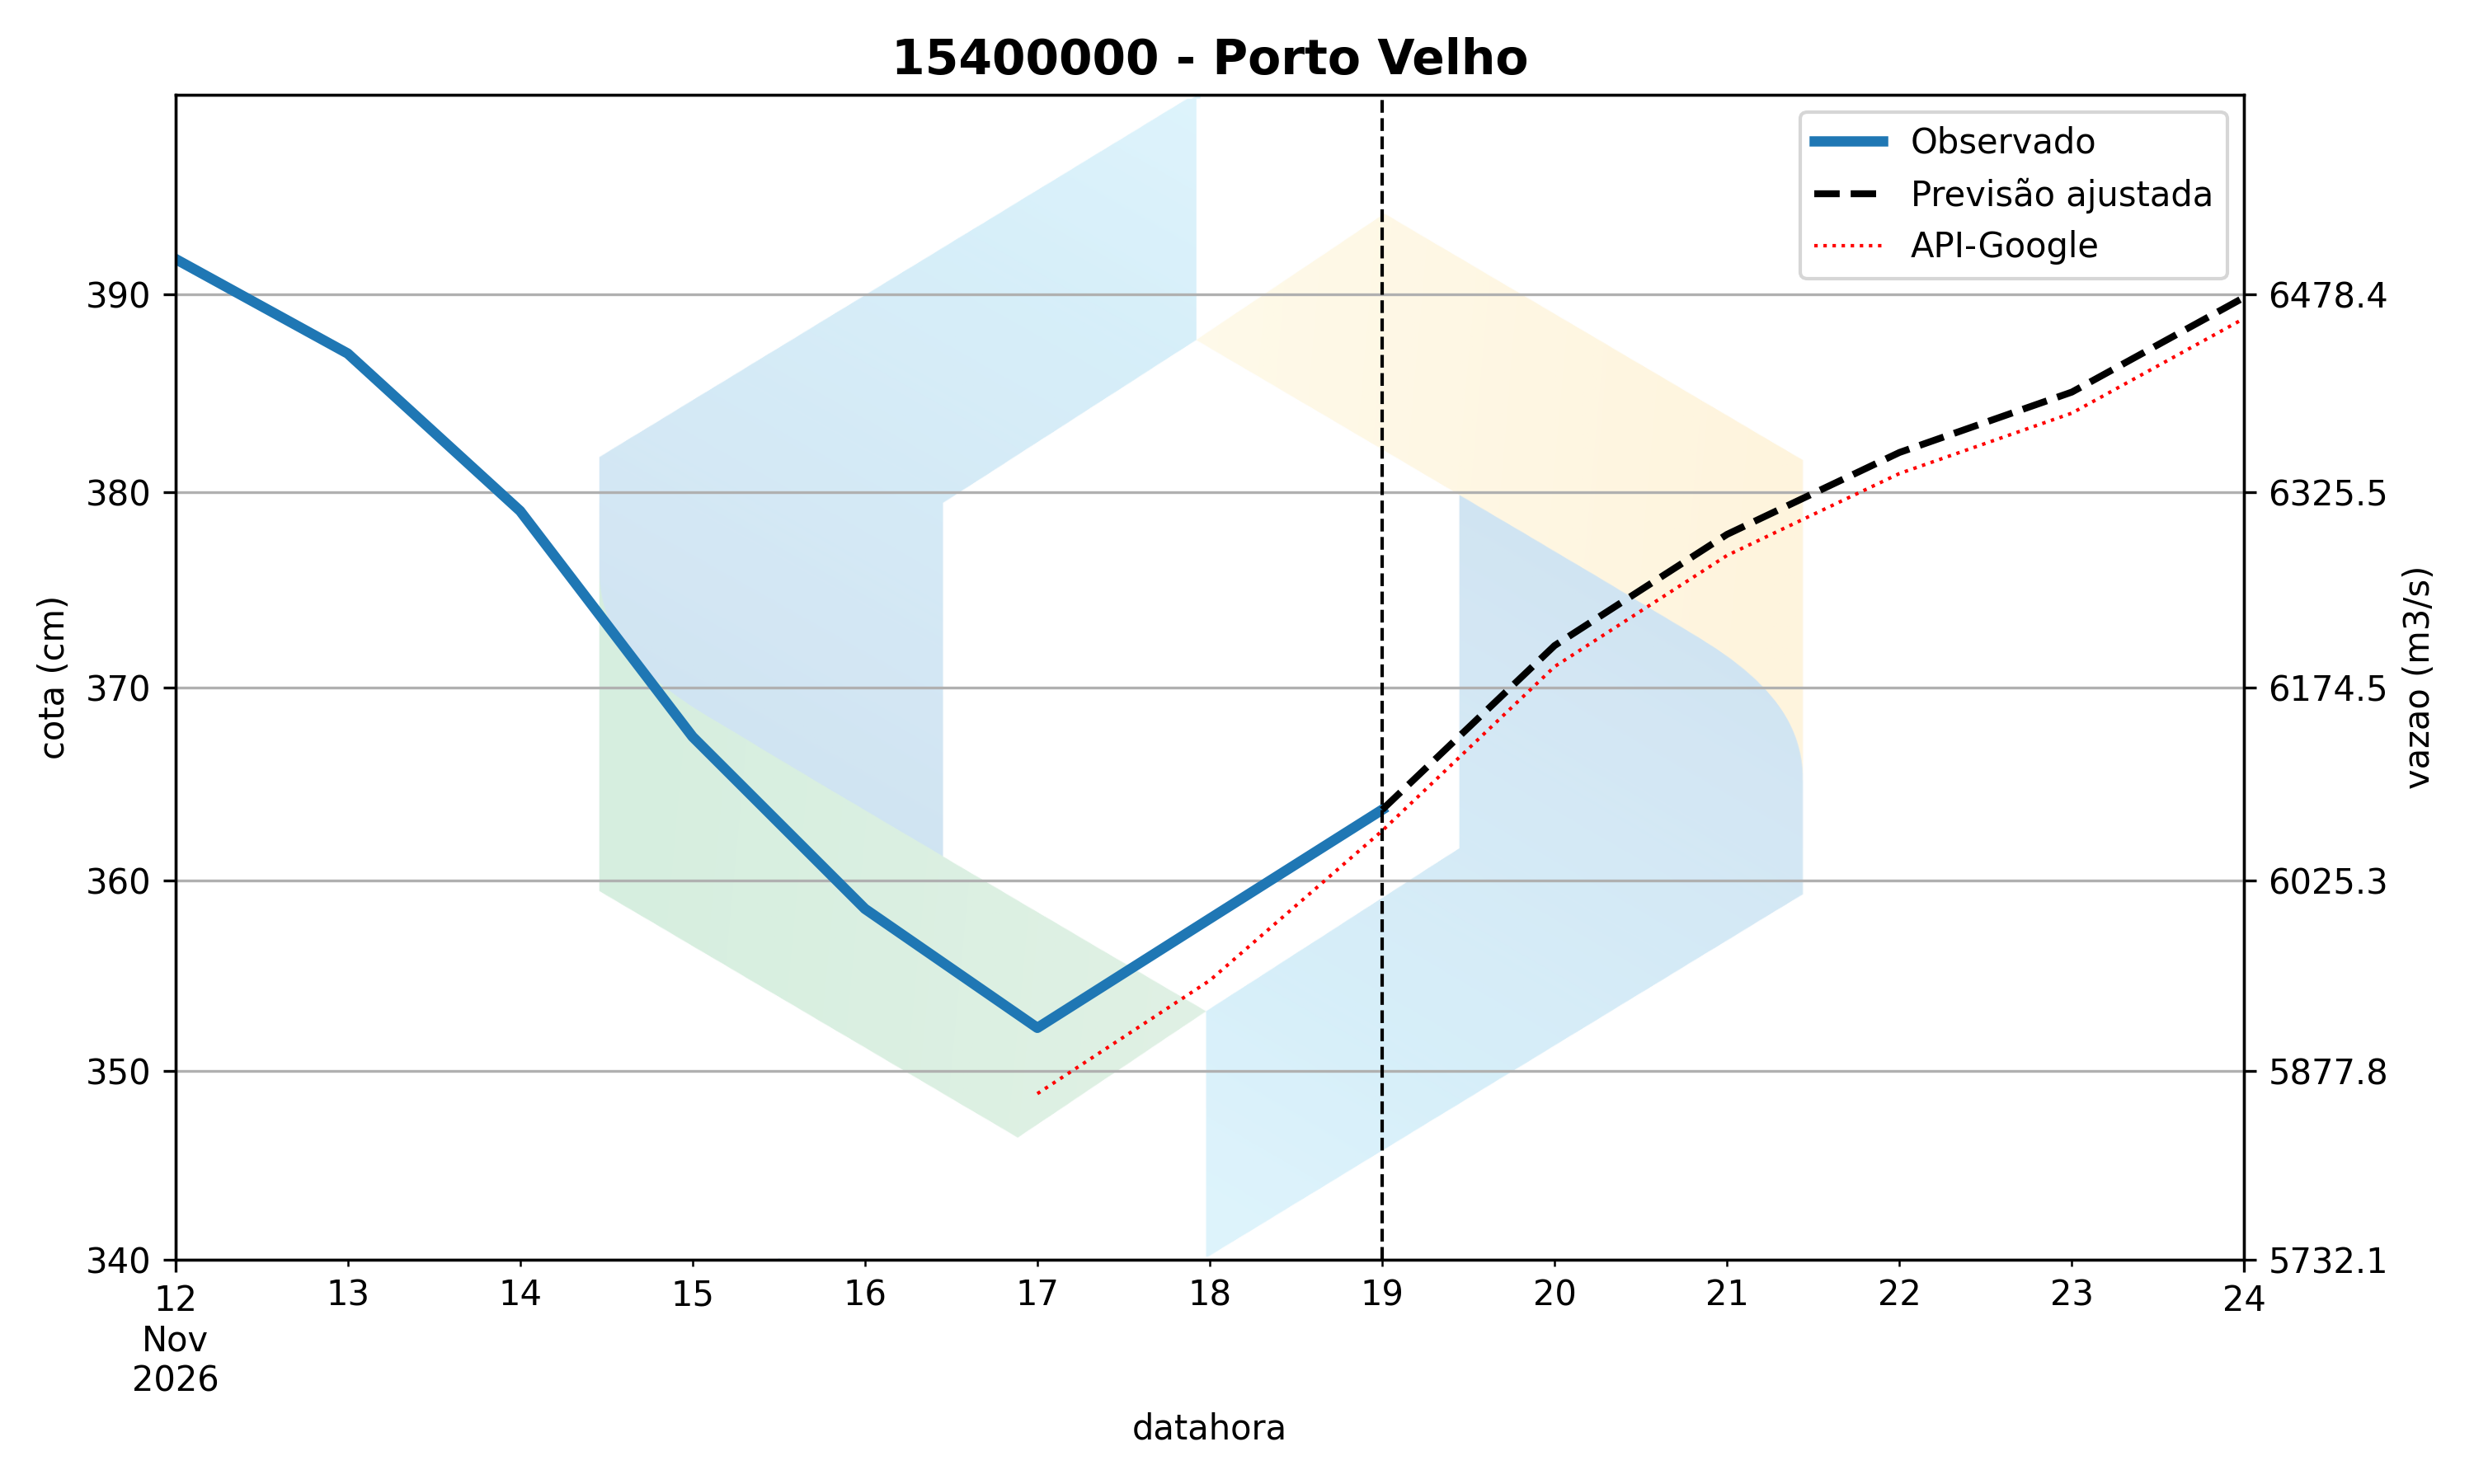 15400000 - Porto Velho
Observado
Previsão ajustada
API-Google
cota (cm)
390
380
370
360
350
340
6478.4
6325.5
6174.5
6025.3
5877.8
5732.1
vazao (m3/s)
12 13 14 15 16 17 18 19 20 21 22 23 24
Nov
2026
datahora